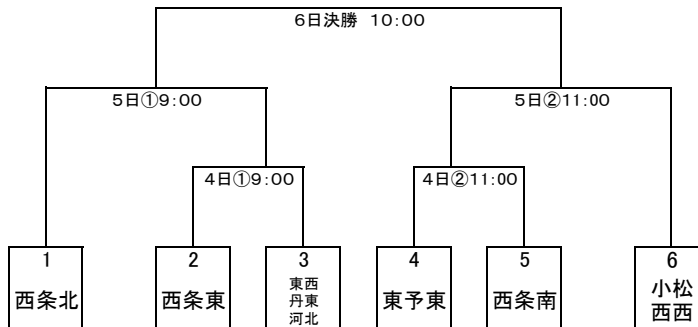 6日決勝 10:00
5日①9:00
5日②11:00
4日①9:00
4日②11:00
1
西条北
2
西条東
3
東西
丹東
河北
4
東予東
5
西条南
6
小松
西西